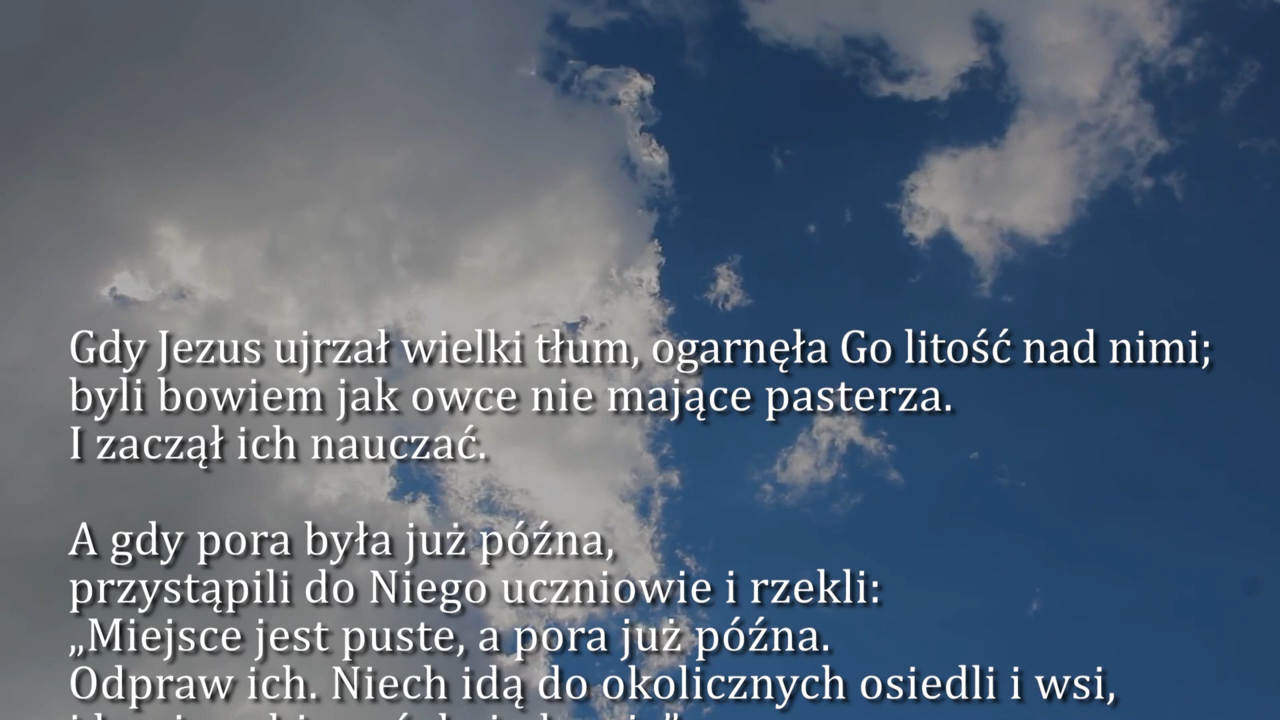 Gdy Jezus ujrzał wielki tłum, ogarnęła Go litość nad nimi;
byli bowiem jak owce nie mające pasterza.
I zaczął ich nauczać.
A gdy pora była już późna,
przystąpili do Niego uczniowie i rzekli:
„Miejsce jest puste, a pora już późna.
Odpraw ich. Niech idą do okolicznych osiedli i wsi,